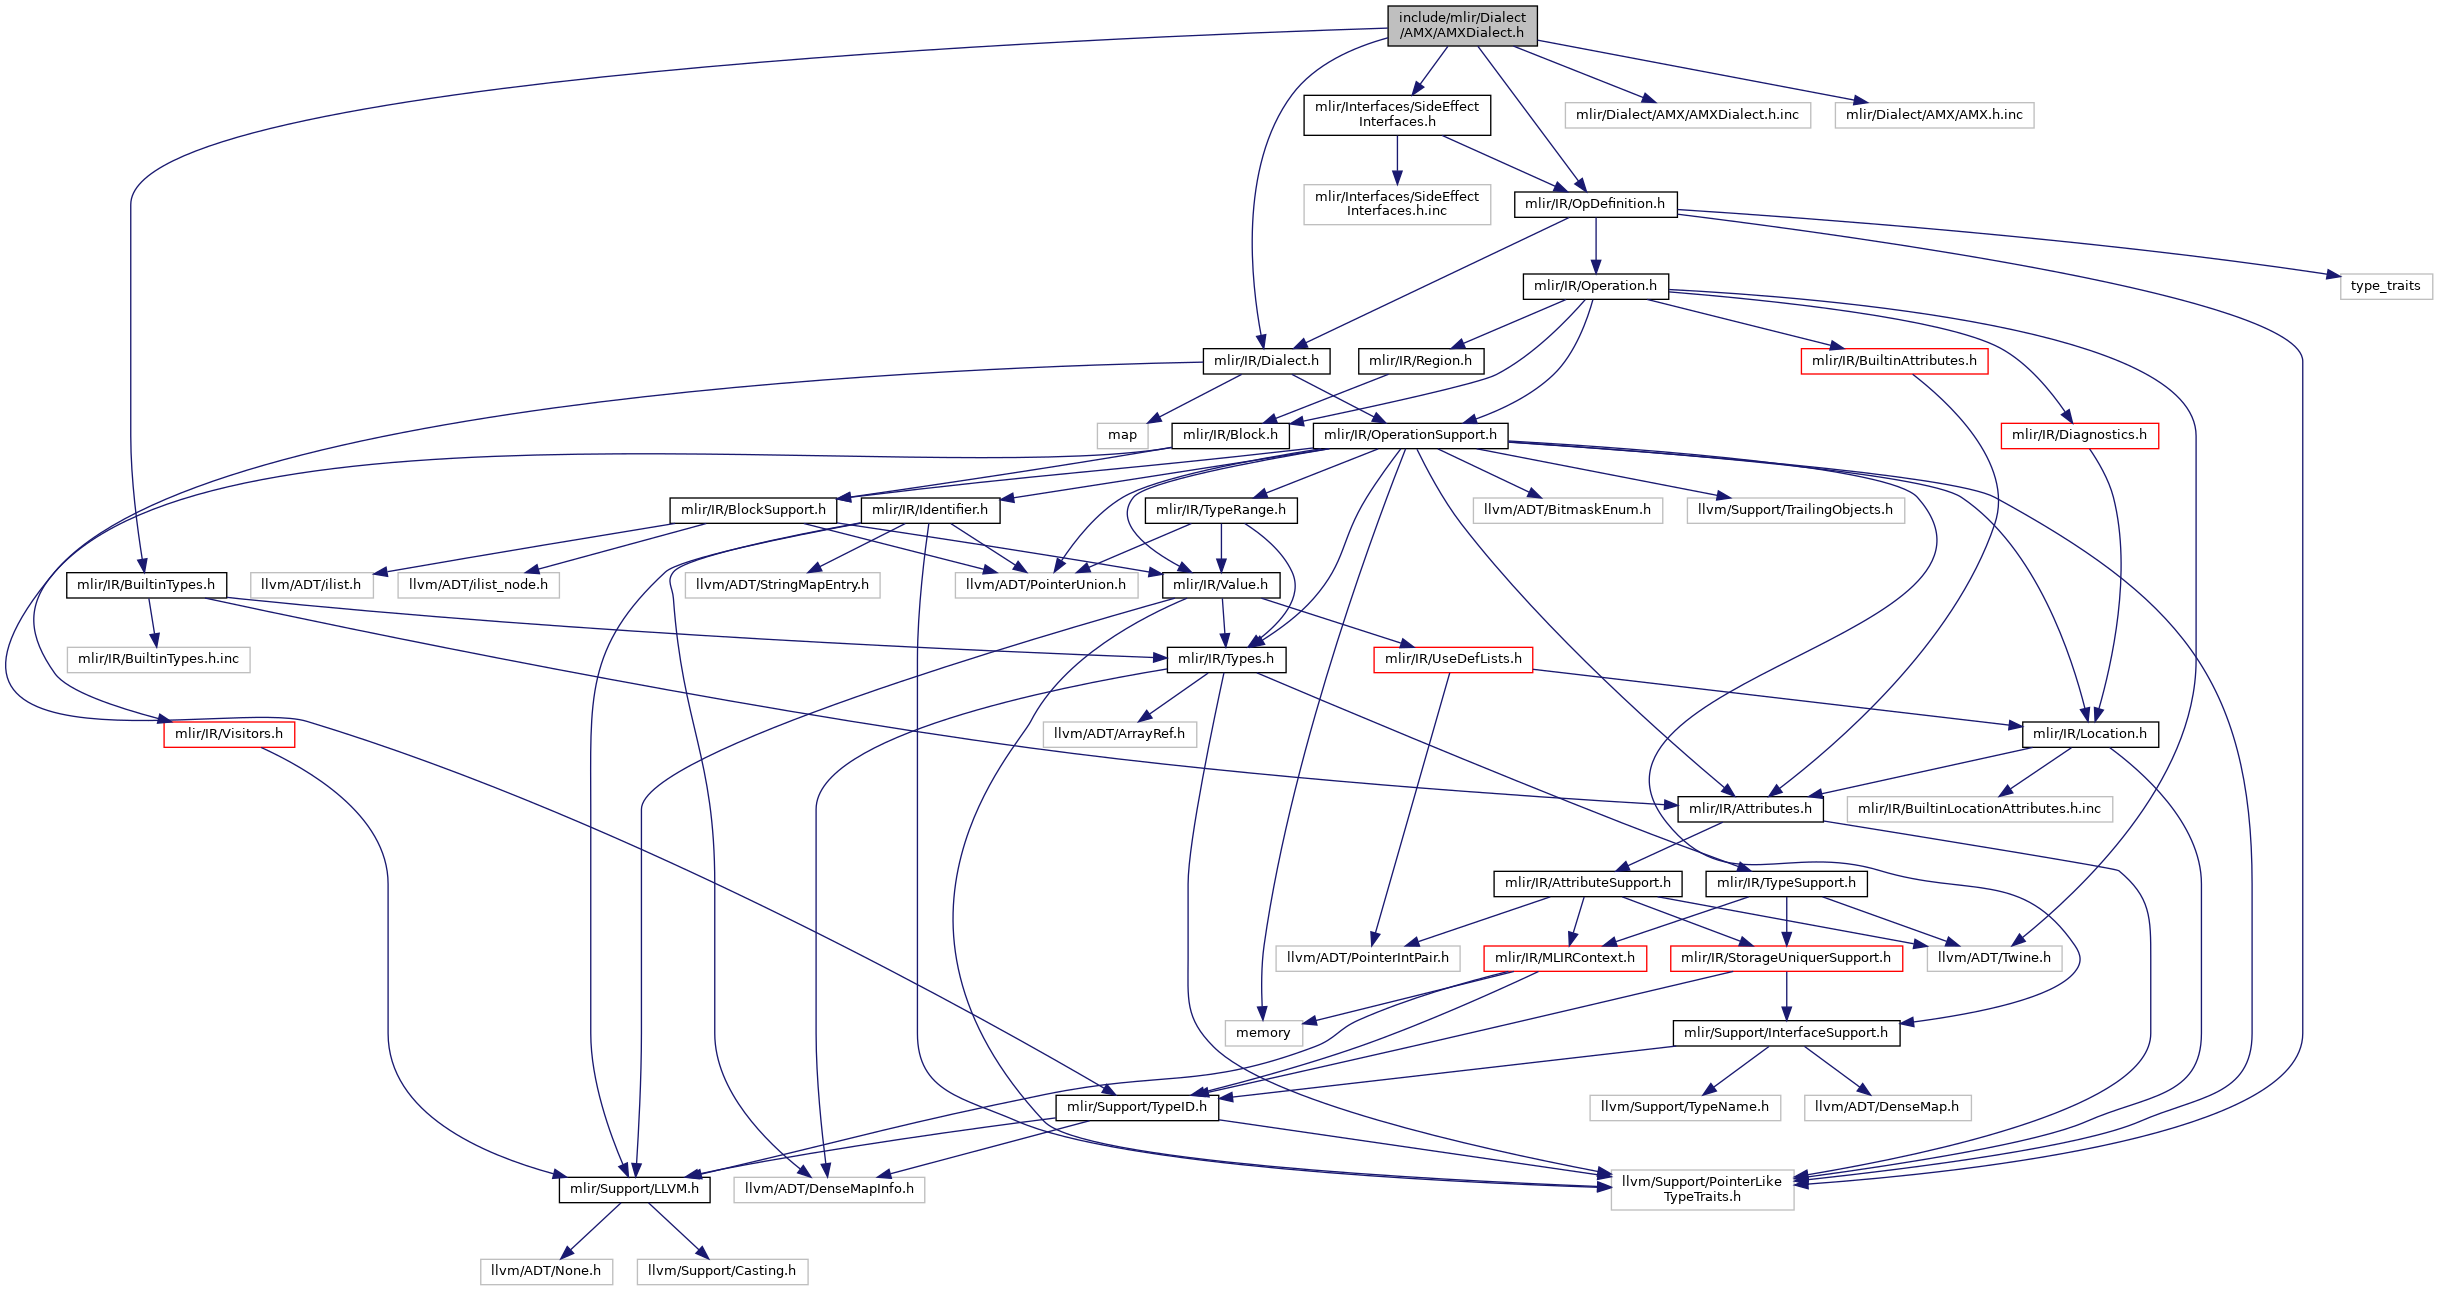 include/mlir/Dialect
/AMX/AMXDialect.h
mlir/Interfaces/SideEffect
Interfaces.h
mlir/Dialect/AMX/AMXDialect.h.inc
mlir/Dialect/AMX/AMX.h.inc
mlir/Interfaces/SideEffect
Interfaces.h.inc
mlir/IR/OpDefinition.h
mlir/IR/Operation.h
type_traits
mlir/IR/Dialect.h
mlir/IR/Region.h
mlir/IR/BuiltinAttributes.h
map
mlir/IR/Block.h
mlir/IR/OperationSupport.h
mlir/IR/Diagnostics.h
mlir/IR/BlockSupport.h
mlir/IR/Identifier.h
mlir/IR/TypeRange.h
llvm/ADT/BitmaskEnum.h
llvm/Support/TrailingObjects.h
mlir/IR/BuiltinTypes.h
llvm/ADT/ilist.h
llvm/ADT/ilist_node.h
llvm/ADT/StringMapEntry.h
llvm/ADT/PointerUnion.h
mlir/IR/Value.h
mlir/IR/BuiltinTypes.h.inc
mlir/IR/Types.h
mlir/IR/UseDefLists.h
mlir/IR/Visitors.h
llvm/ADT/ArrayRef.h
mlir/IR/Location.h
mlir/IR/Attributes.h
mlir/IR/BuiltinLocationAttributes.h.inc
mlir/IR/AttributeSupport.h
mlir/IR/TypeSupport.h
llvm/ADT/PointerIntPair.h
mlir/IR/MLIRContext.h
mlir/IR/StorageUniquerSupport.h
llvm/ADT/Twine.h
memory
mlir/Support/InterfaceSupport.h
mlir/Support/TypeID.h
llvm/Support/TypeName.h
llvm/ADT/DenseMap.h
mlir/Support/LLVM.h
llvm/ADT/DenseMapInfo.h
llvm/Support/PointerLike
TypeTraits.h
llvm/ADT/None.h
llvm/Support/Casting.h